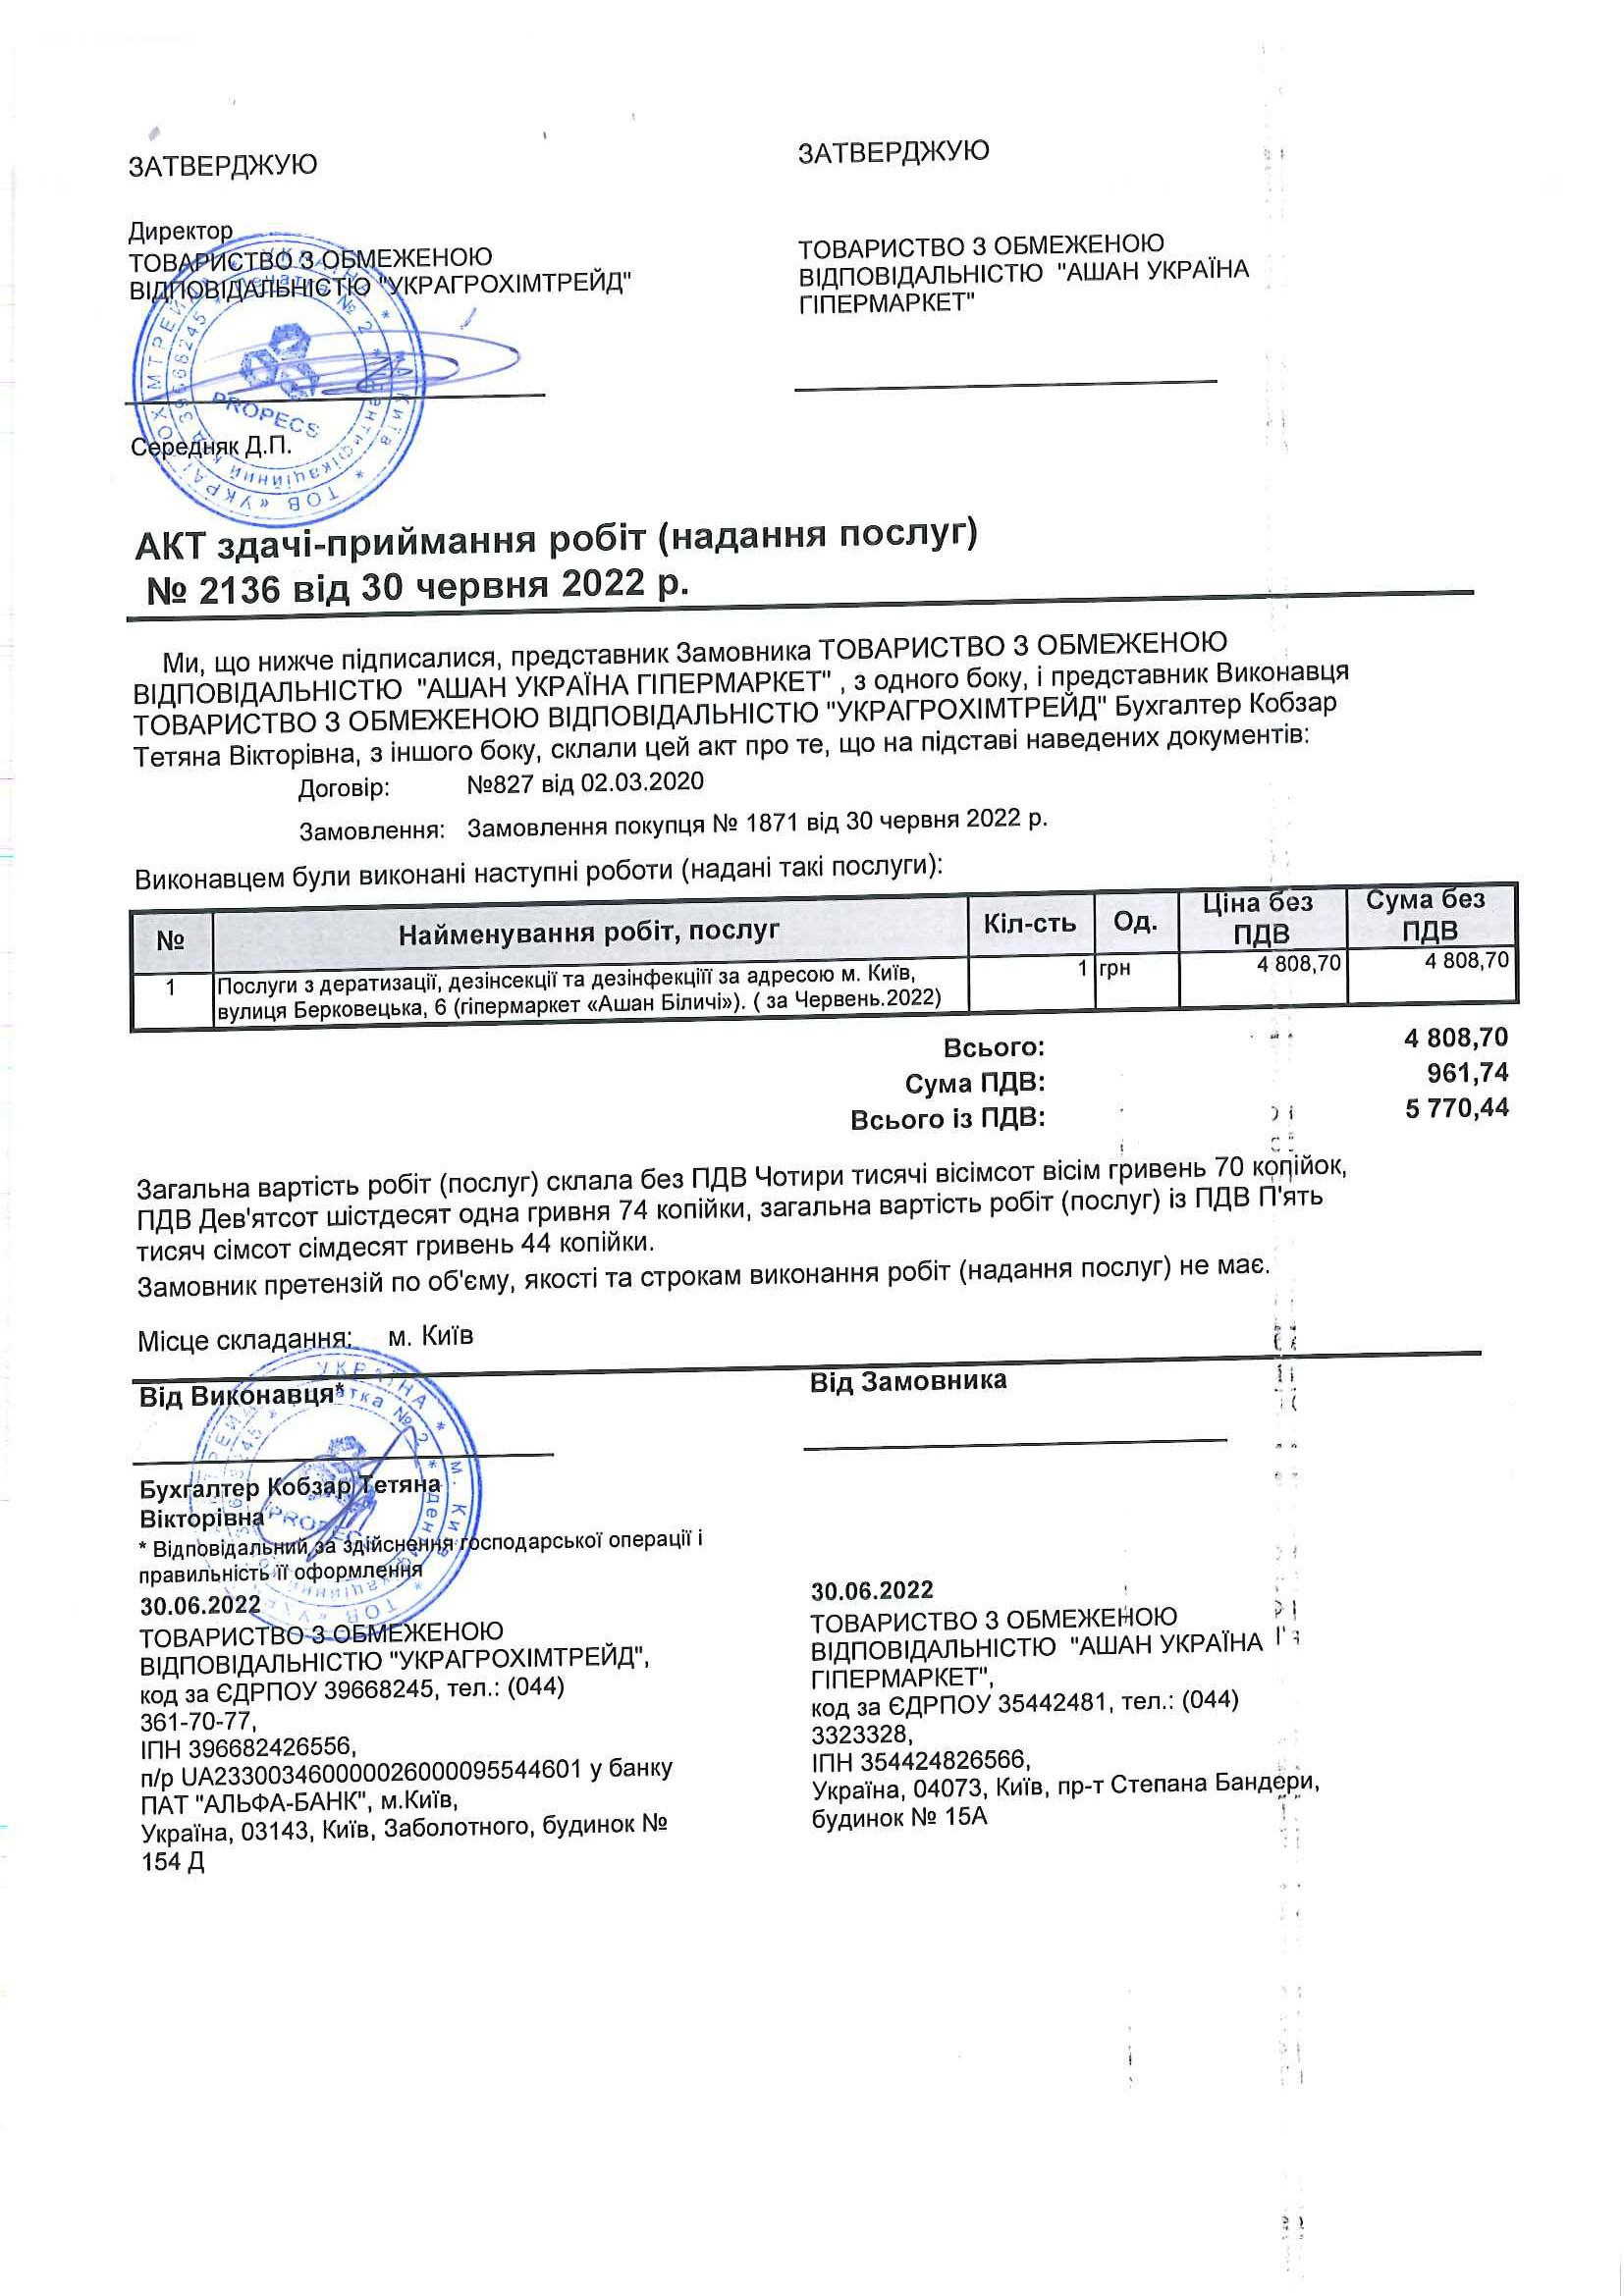 ЗАТВЕРДЖУЮ
ЗАТВЕРДЖУЮ
Директор
ТОВАРИСТВО З ОБМЕЖЕНОЮ
ВІДПОВІДАЛЬНІСТЮ "УКРАГРОХІМТРЕЙД"
ТОВАРИСТВО З ОБМЕЖЕНОЮ
ВІДПОВІДАЛЬНІСТЮ "АШАН УКРАЇНА
ГІПЕРМАРКЕТ"
PROPECS
Середняк Д.П.
АКТ здачі-приймання робіт (надання послуг)
№ 2136 від 30 червня 2022 р.
Ми, що нижче підписалися, представник Замовника ТОВАРИСТВО З ОБМЕЖЕНОЮ
ВІДПОВІДАЛЬНІСТЮ "АШАН УКРАЇНА ГІПЕРМАРКЕТ" , з одного боку, і представник Виконавця
ТОВАРИСТВО З ОБМЕЖЕНОЮ ВІДПОВІДАЛЬНІСТЮ "УКРАГРОХІМТРЕЙД" Бухгалтер Кобзар
Тетяна Вікторівна, з іншого боку, склали цей акт про те, що на підставі наведених документів:
Договір: №827 від 02.03.2020
Замовлення: Замовлення покупця № 1871 від 30 червня 2022 р.
Виконавцем були виконані наступні роботи (надані такі послуги):
№ Найменування робіт, послуг Кіл-сть Од. Ціна без ПДВ Сума без ПДВ
1 Послуги з дератизації, дезінсекції та дезінфекціїї за адресою м. Київ, 1 грн 4 808,70 4 808,70
вулиця Берковецька, 6 (гіпермаркет «Ашан Біличі»). ( за Червень.2022)
Всього: 4 808,70
Сума ПДВ: 961,74
Всього із ПДВ: 5 770,44
Загальна вартість робіт (послуг) склала без ПДВ Чотири тисячі вісімсот вісім гривень 70 копійок,
ПДВ Дев'ятсот шістдесят одна гривня 74 копійки, загальна вартість робіт (послуг) із ПДВ П'ять
тисяч сімсот сімдесят гривень 44 копійки.
Замовник претензій по об'єму, якості та строкам виконання робіт (надання послуг) не має.
Місце складання: м. Київ
Від Виконавця*
Від Замовника
Бухгалтер Кобзар Тетяна
Вікторівна
* Відповідальний за здійснення господарської операції і
правильність її оформлення
30.06.2022
ТОВАРИСТВО З ОБМЕЖЕНОЮ
ВІДПОВІДАЛЬНІСТЮ "УКРАГРОХІМТРЕЙД",
код за ЄДРПОУ 39668245, тел.: (044)
361-70-77,
ІПН 396682426556,
п/р UA233003460000026000095544601 у банку
ПАТ "АЛЬФА-БАНК", м.Київ,
Україна, 03143, Київ, Заболотного, будинок №
154 Д
30.06.2022
ТОВАРИСТВО З ОБМЕЖЕНОЮ
ВІДПОВІДАЛЬНІСТЮ "АШАН УКРАЇНА
ГІПЕРМАРКЕТ",
код за ЄДРПОУ 35442481, тел.: (044)
3323328,
ІПН 354424826566,
Україна, 04073, Київ, пр-т Степана Бандери,
будинок № 15А